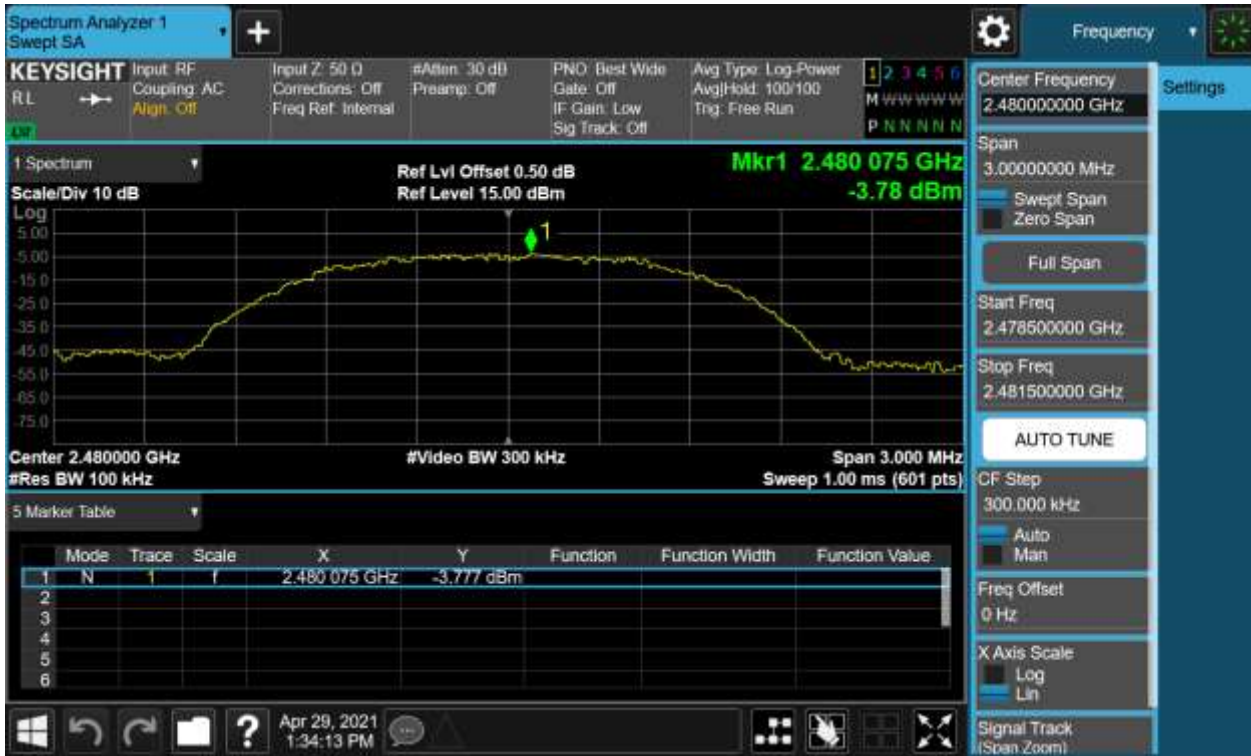 Spectrum Analyzer 1
Swept SA
+
Frequency
KEYSIGHT
RL
Input: RF
Coupling: AC
Align: Off
Input Z: 50 Ω
Corrections: Off
Freq Ref: Internal
#Atten: 30 dB
Preamp: Off
PNO: Best Wide
Gate: Off
IF Gain: Low
Sig Track: Off
Avg Type: Log-Power
Avg|Hold: 100/100
Trig: Free Run
1 2 3 4 5 6
M W W W W W
P N N N N N
Center Frequency
2.480000000 GHz
Settings
Span
3.00000000 MHz
Swept Span
Zero Span
Full Span
Start Freq
2.478500000 GHz
Stop Freq
2.481500000 GHz
AUTO TUNE
CF Step
300.000 kHz
Auto
Man
Freq Offset
0 Hz
X Axis Scale
Log
Lin
Signal Track
(Span Zoom)
1 Spectrum
Scale/Div 10 dB
Ref Lvl Offset 0.50 dB
Ref Level 15.00 dBm
Mkr1 2.480 075 GHz
-3.78 dBm
Log
5.00
-5.00
-15.0
-25.0
-35.0
-45.0
-55.0
-65.0
-75.0
1
Center 2.480000 GHz
#Res BW 100 kHz
#Video BW 300 kHz
Span 3.000 MHz
Sweep 1.00 ms (601 pts)
5 Marker Table
Mode Trace Scale X Y Function Function Width Function Value
1 N 1 f 2.480 075 GHz -3.777 dBm
2
3
4
5
6
?
Apr 29, 2021
1:34:13 PM